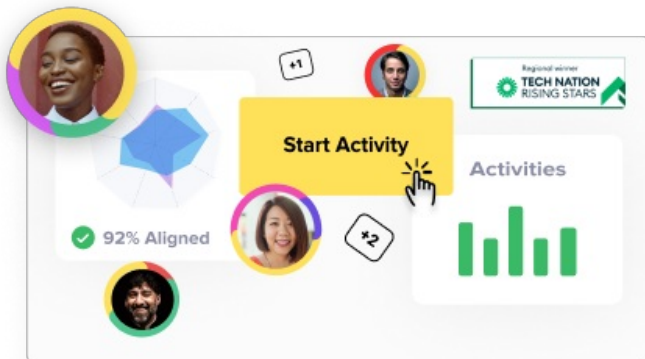 +1
Regional winner
TECH NATION
RISING STARS
Start Activity
Activities
92% Aligned
+2